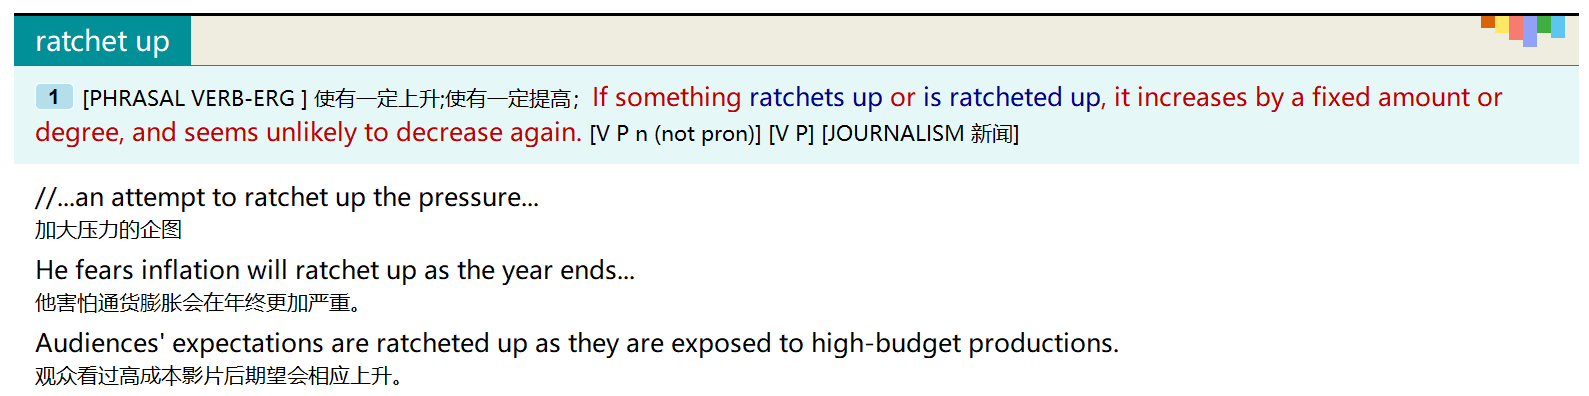 ratchet up
1 [PHRASAL VERB-ERG ] 使有一定上升;使有一定提高；If something ratchets up or is ratcheted up, it increases by a fixed amount or
degree, and seems unlikely to decrease again. [V P n (not pron)] [V P] [JOURNALISM 新闻]
//...an attempt to ratchet up the pressure...
加大压力的企图
He fears inflation will ratchet up as the year ends...
他害怕通货膨胀会在年终更加严重。
Audiences' expectations are ratcheted up as they are exposed to high-budget productions.
观众看过高成本影片后期望会相应上升。